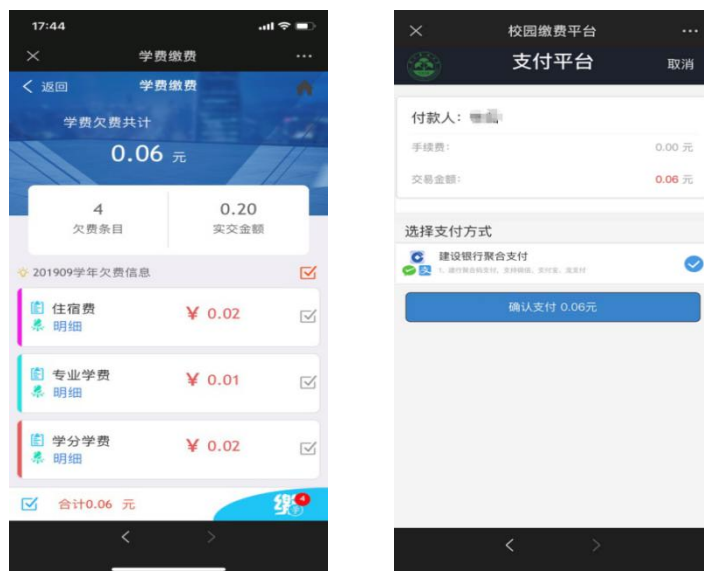 17:44
学费缴费
返回
学费缴费
学费欠费共计
0.06 元
4
0.20
欠费条目
实交金额
201909学年欠费信息
住宿费
明细
¥ 0.02
专业学费
明细
¥ 0.01
学分学费
明细
¥ 0.02
合计0.06 元
缴
4
校园缴费平台
支付平台
取消
付款人:
手续费:
0.00 元
交易金额:
0.06 元
选择支付方式
建设银行聚合支付
确认支付 0.06元